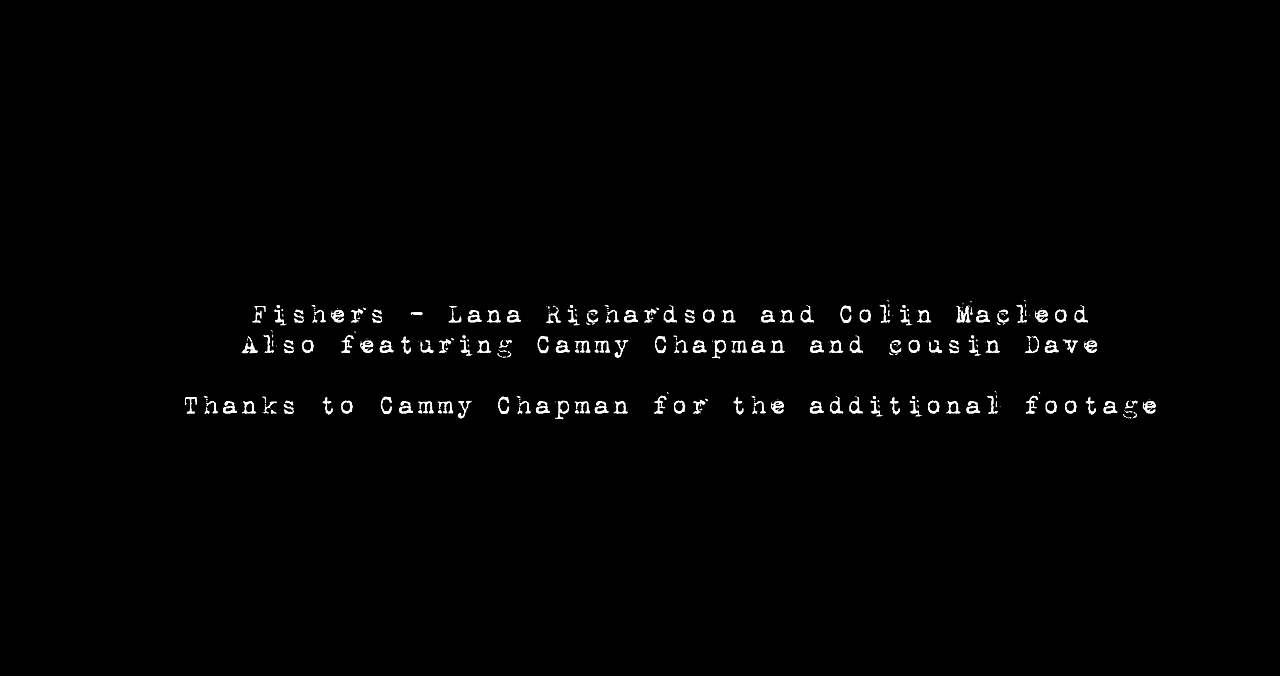 Fishers - Lana Richardson and Colin Macleod
Also featuring Cammy Chapman and cousin Dave
Thanks to Cammy Chapman for the additional footage